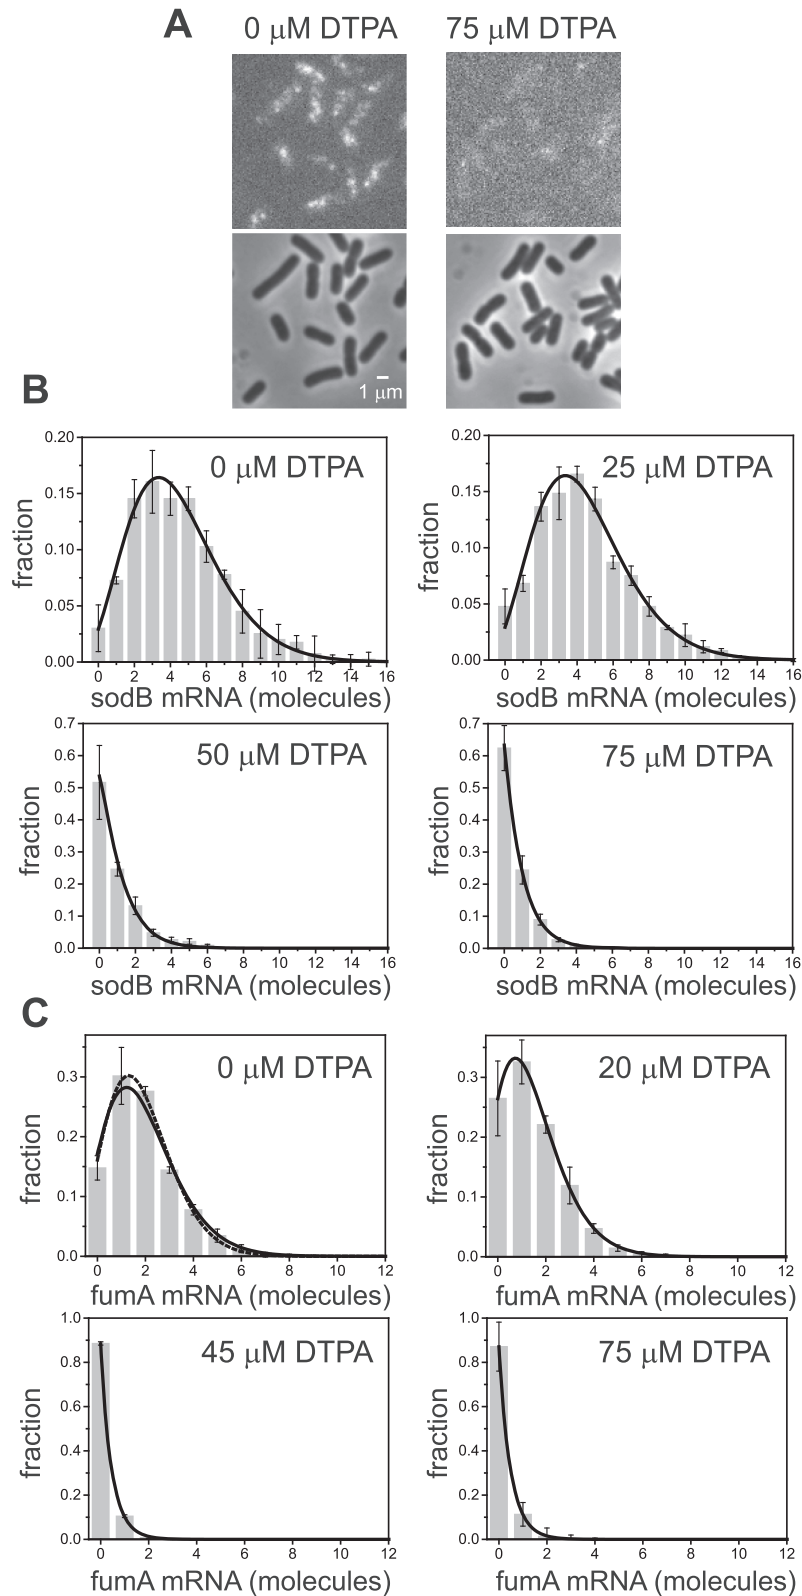 A
0 μM DTPA 75 μM DTPA
1 μm
B
0.20
0.15
0.10
0.05
0.00
fraction
0 μM DTPA
0 2 4 6 8 10 12 14 16
sodB mRNA (molecules)
0.20
0.15
0.10
0.05
0.00
fraction
25 μM DTPA
0 2 4 6 8 10 12 14 16
sodB mRNA (molecules)
0.7
0.6
0.5
0.4
0.3
0.2
0.1
0.0
fraction
50 μM DTPA
0 2 4 6 8 10 12 14 16
sodB mRNA (molecules)
0.7
0.6
0.5
0.4
0.3
0.2
0.1
0.0
fraction
75 μM DTPA
0 2 4 6 8 10 12 14 16
sodB mRNA (molecules)
C
0.3
0.2
0.1
0.0
fraction
0 μM DTPA
0 2 4 6 8 10 12
fumA mRNA (molecules)
0.3
0.2
0.1
0.0
fraction
20 μM DTPA
0 2 4 6 8 10 12
fumA mRNA (molecules)
1.0
0.8
0.6
0.4
0.2
0.0
fraction
45 μM DTPA
0 2 4 6 8 10 12
fumA mRNA (molecules)
1.0
0.8
0.6
0.4
0.2
0.0
fraction
75 μM DTPA
0 2 4 6 8 10 12
fumA mRNA (molecules)